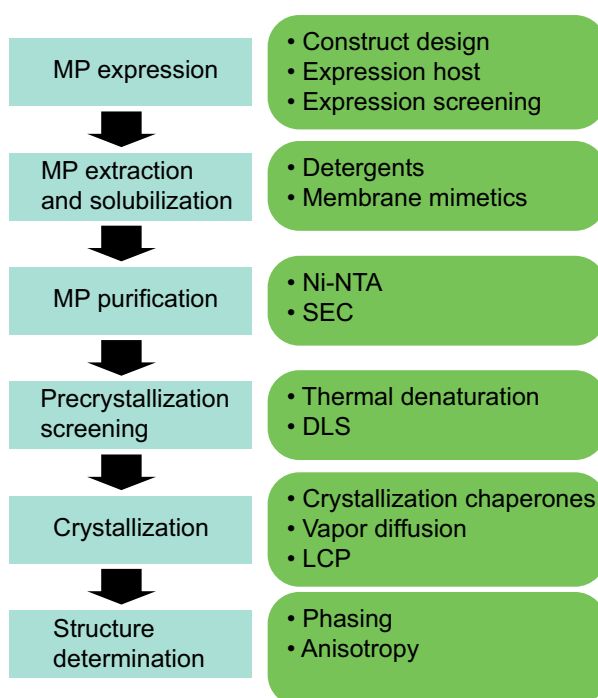 MP expression
• Construct design
• Expression host
• Expression screening
MP extraction
and solubilization
• Detergents
• Membrane mimetics
MP purification
• Ni-NTA
• SEC
Precrystallization
screening
• Thermal denaturation
• DLS
Crystallization
• Crystallization chaperones
• Vapor diffusion
• LCP
Structure
determination
• Phasing
• Anisotropy